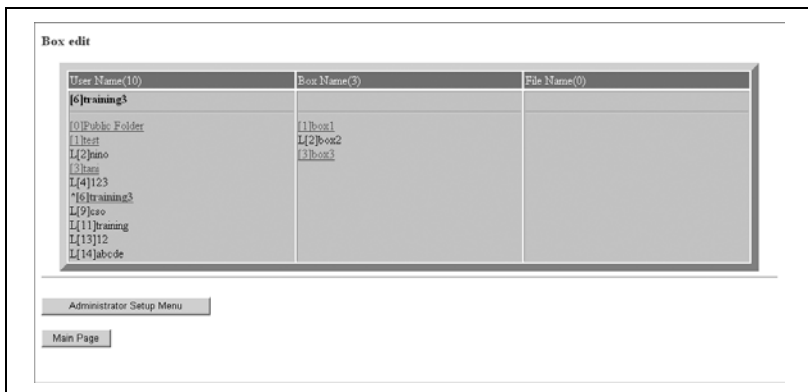 Box edit
User Name(10) Box Name(3) File Name(0)
[6]training3
[0]Public Folder [1]box1
[1]test L[2]box2
L[2]nino [3]box3
[3]tani
L[4]123
*[6]training3
L[9]cso
L[11]training
L[13]12
L[14]abcde
Administrator Setup Menu
Main Page